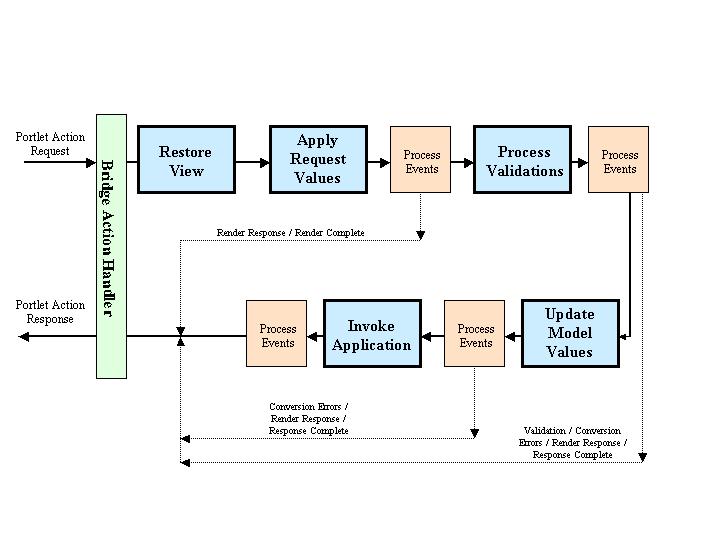 Portlet Action
Request
Bridge Action Handler
Restore
View
Apply
Request
Values
Process
Events
Process
Validations
Process
Events
Render Response / Render Complete
Portlet Action
Response
Process
Events
Invoke
Application
Process
Events
Update
Model
Values
Conversion Errors /
Render Response /
Response Complete
Validation / Conversion
Errors / Render Response /
Response Complete